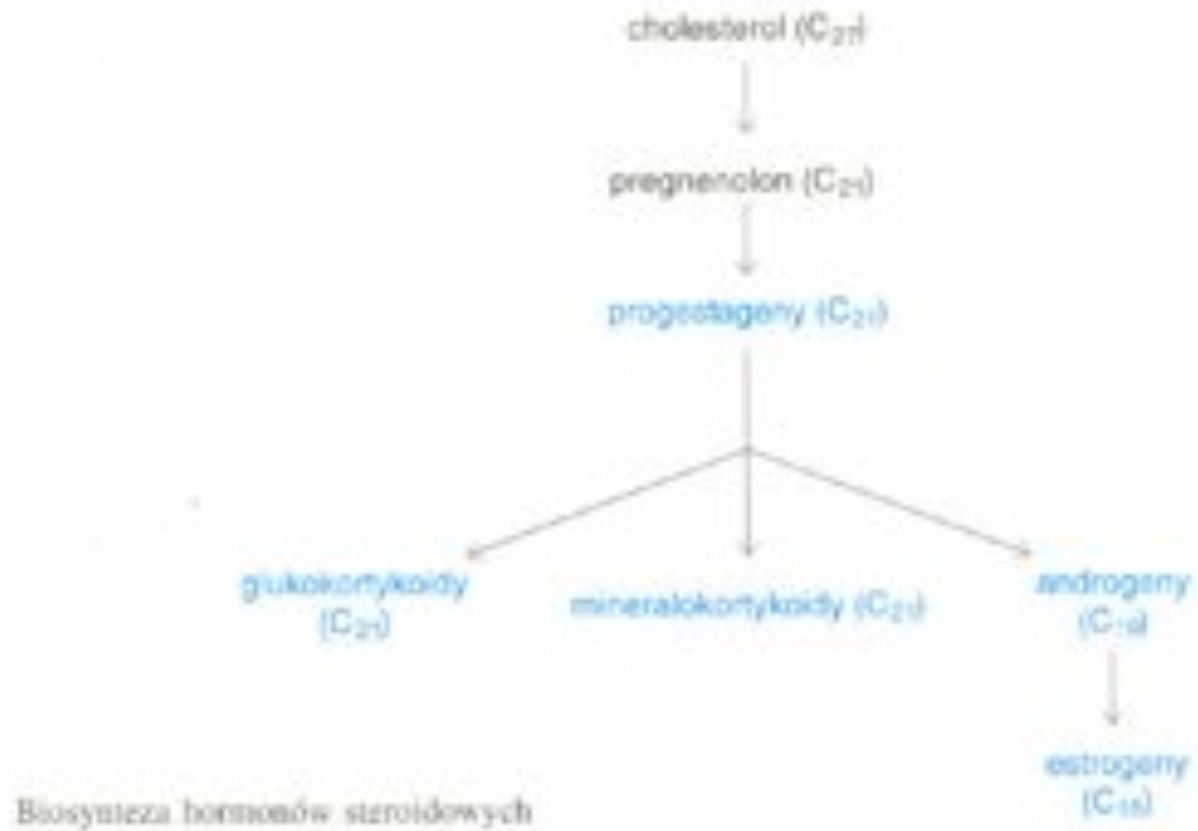 cholesterol (C₂₇)
pregnenolon (C₂₁)
progestageny (C₂₁)
glukokortykoidy
(C₂₁)
mineralokortykoidy (C₂₁)
androgeny
(C₁₉)
estrogeny
(C₁₈)
Biosynteza hormonów steroidowych